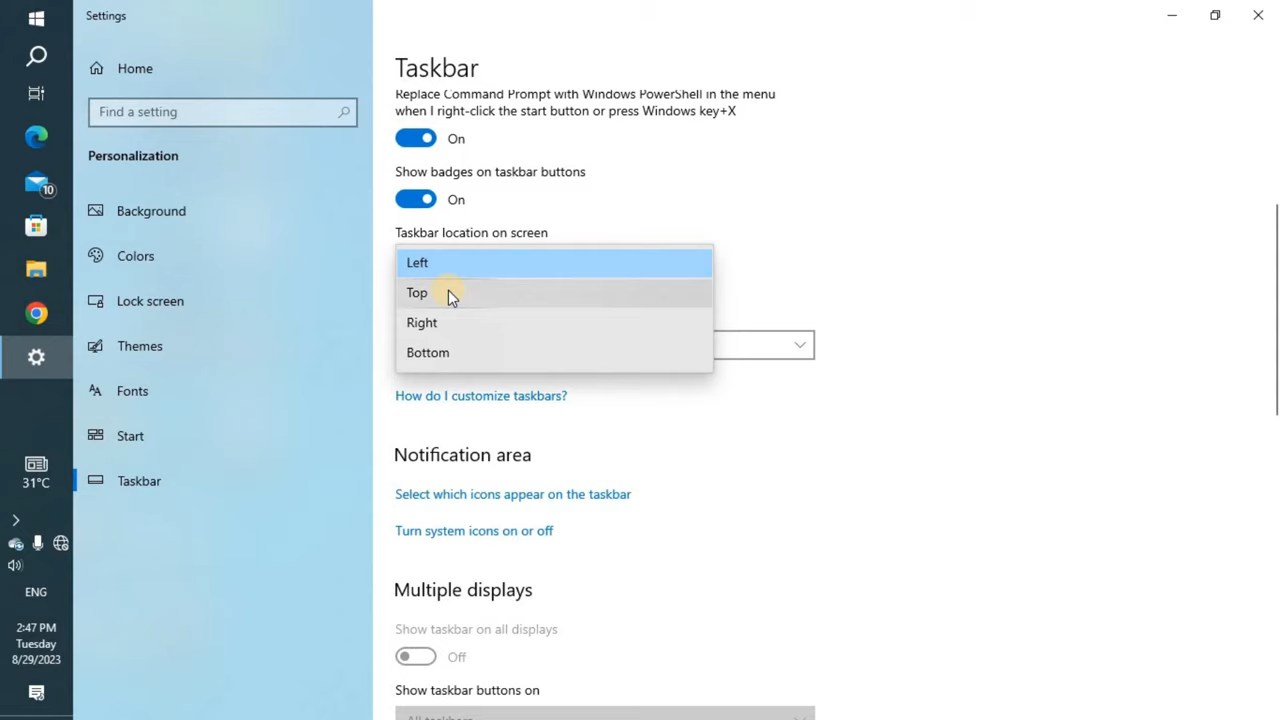 Settings
Home
Find a setting
Personalization
Background
Colors
Lock screen
Themes
Fonts
Start
Taskbar
10
31°C
ENG
2:47 PM
Tuesday
8/29/2023
Taskbar
Replace Command Prompt with Windows PowerShell in the menu
when I right-click the start button or press Windows key+X
On
Show badges on taskbar buttons
On
Taskbar location on screen
Left
Top
Right
Bottom
How do I customize taskbars?
Notification area
Select which icons appear on the taskbar
Turn system icons on or off
Multiple displays
Show taskbar on all displays
Off
Show taskbar buttons on
All taskbars